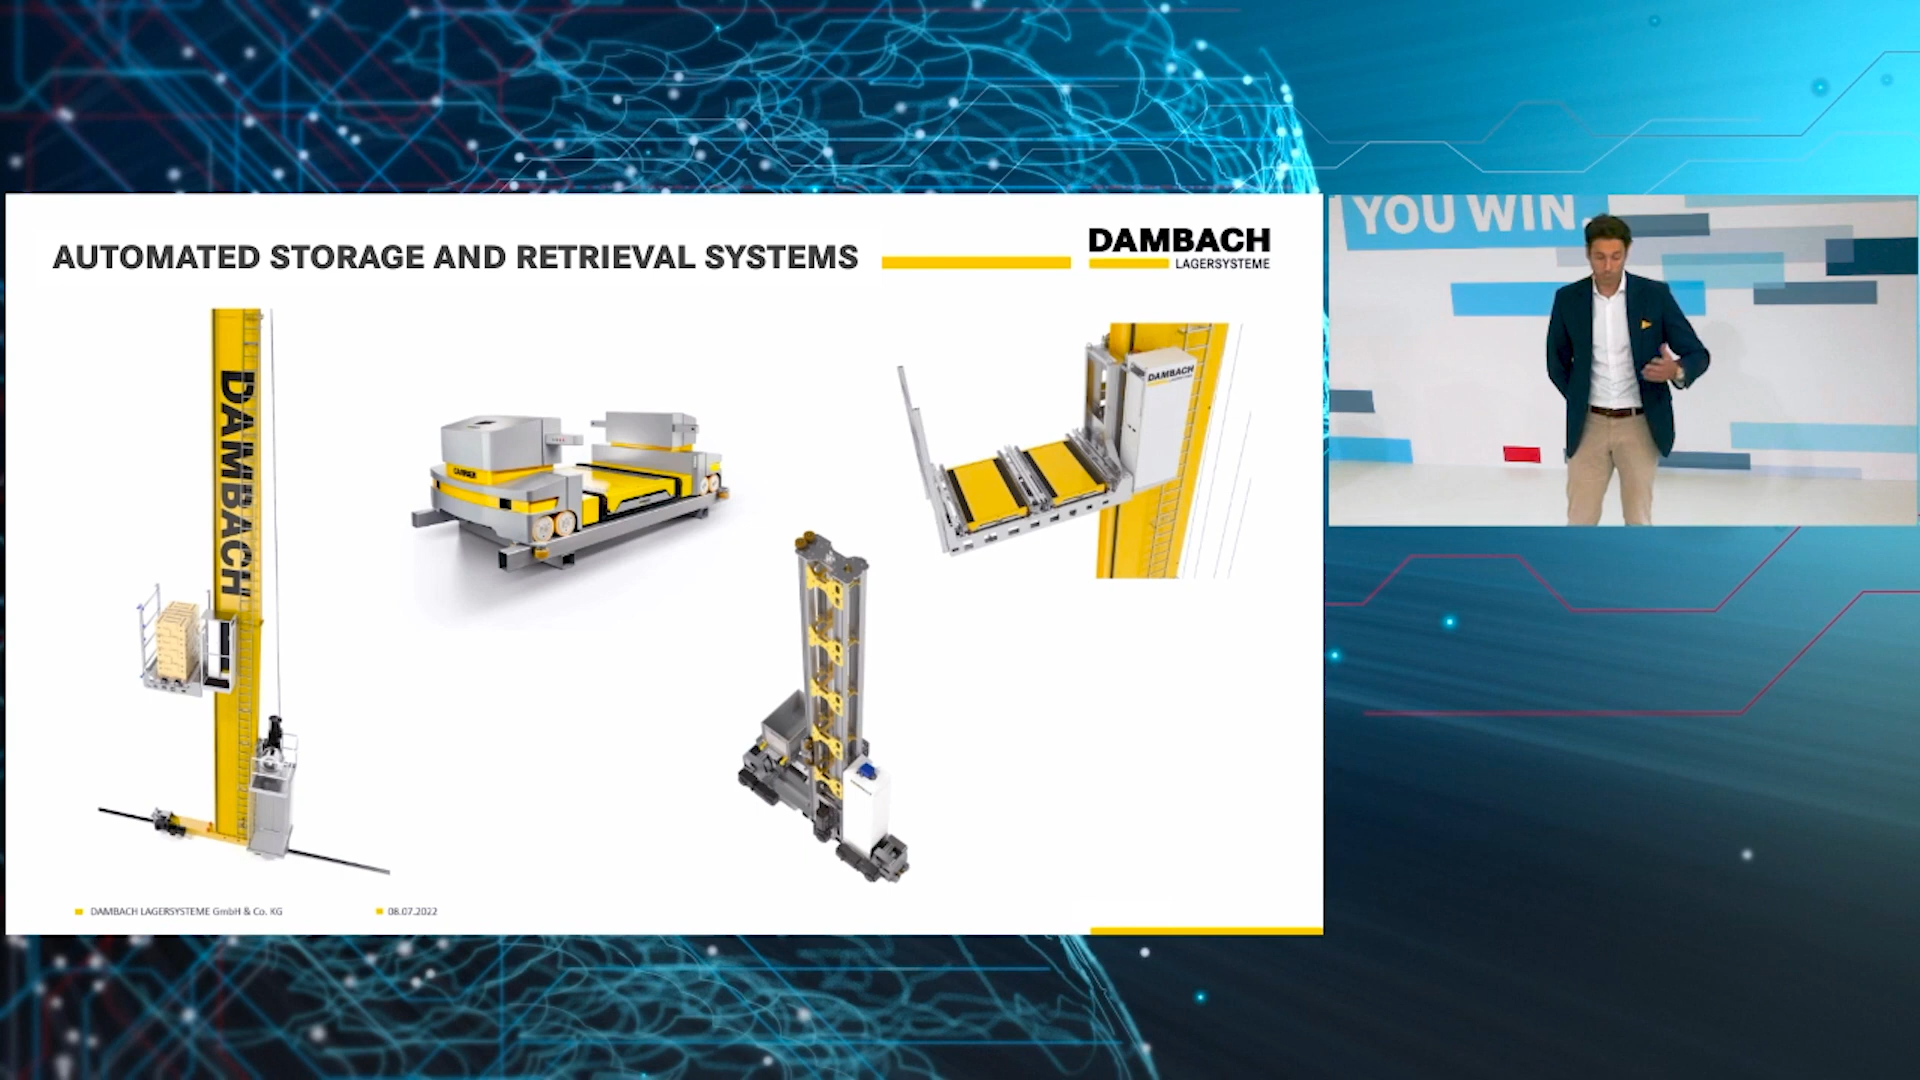 AUTOMATED STORAGE AND RETRIEVAL SYSTEMS
DAMBACH
LAGERSYSTEME
YOU WIN.
DAMBACH
DAMBACH
DAMBACH LAGERSYSTEME GmbH & Co. KG
08.07.2022